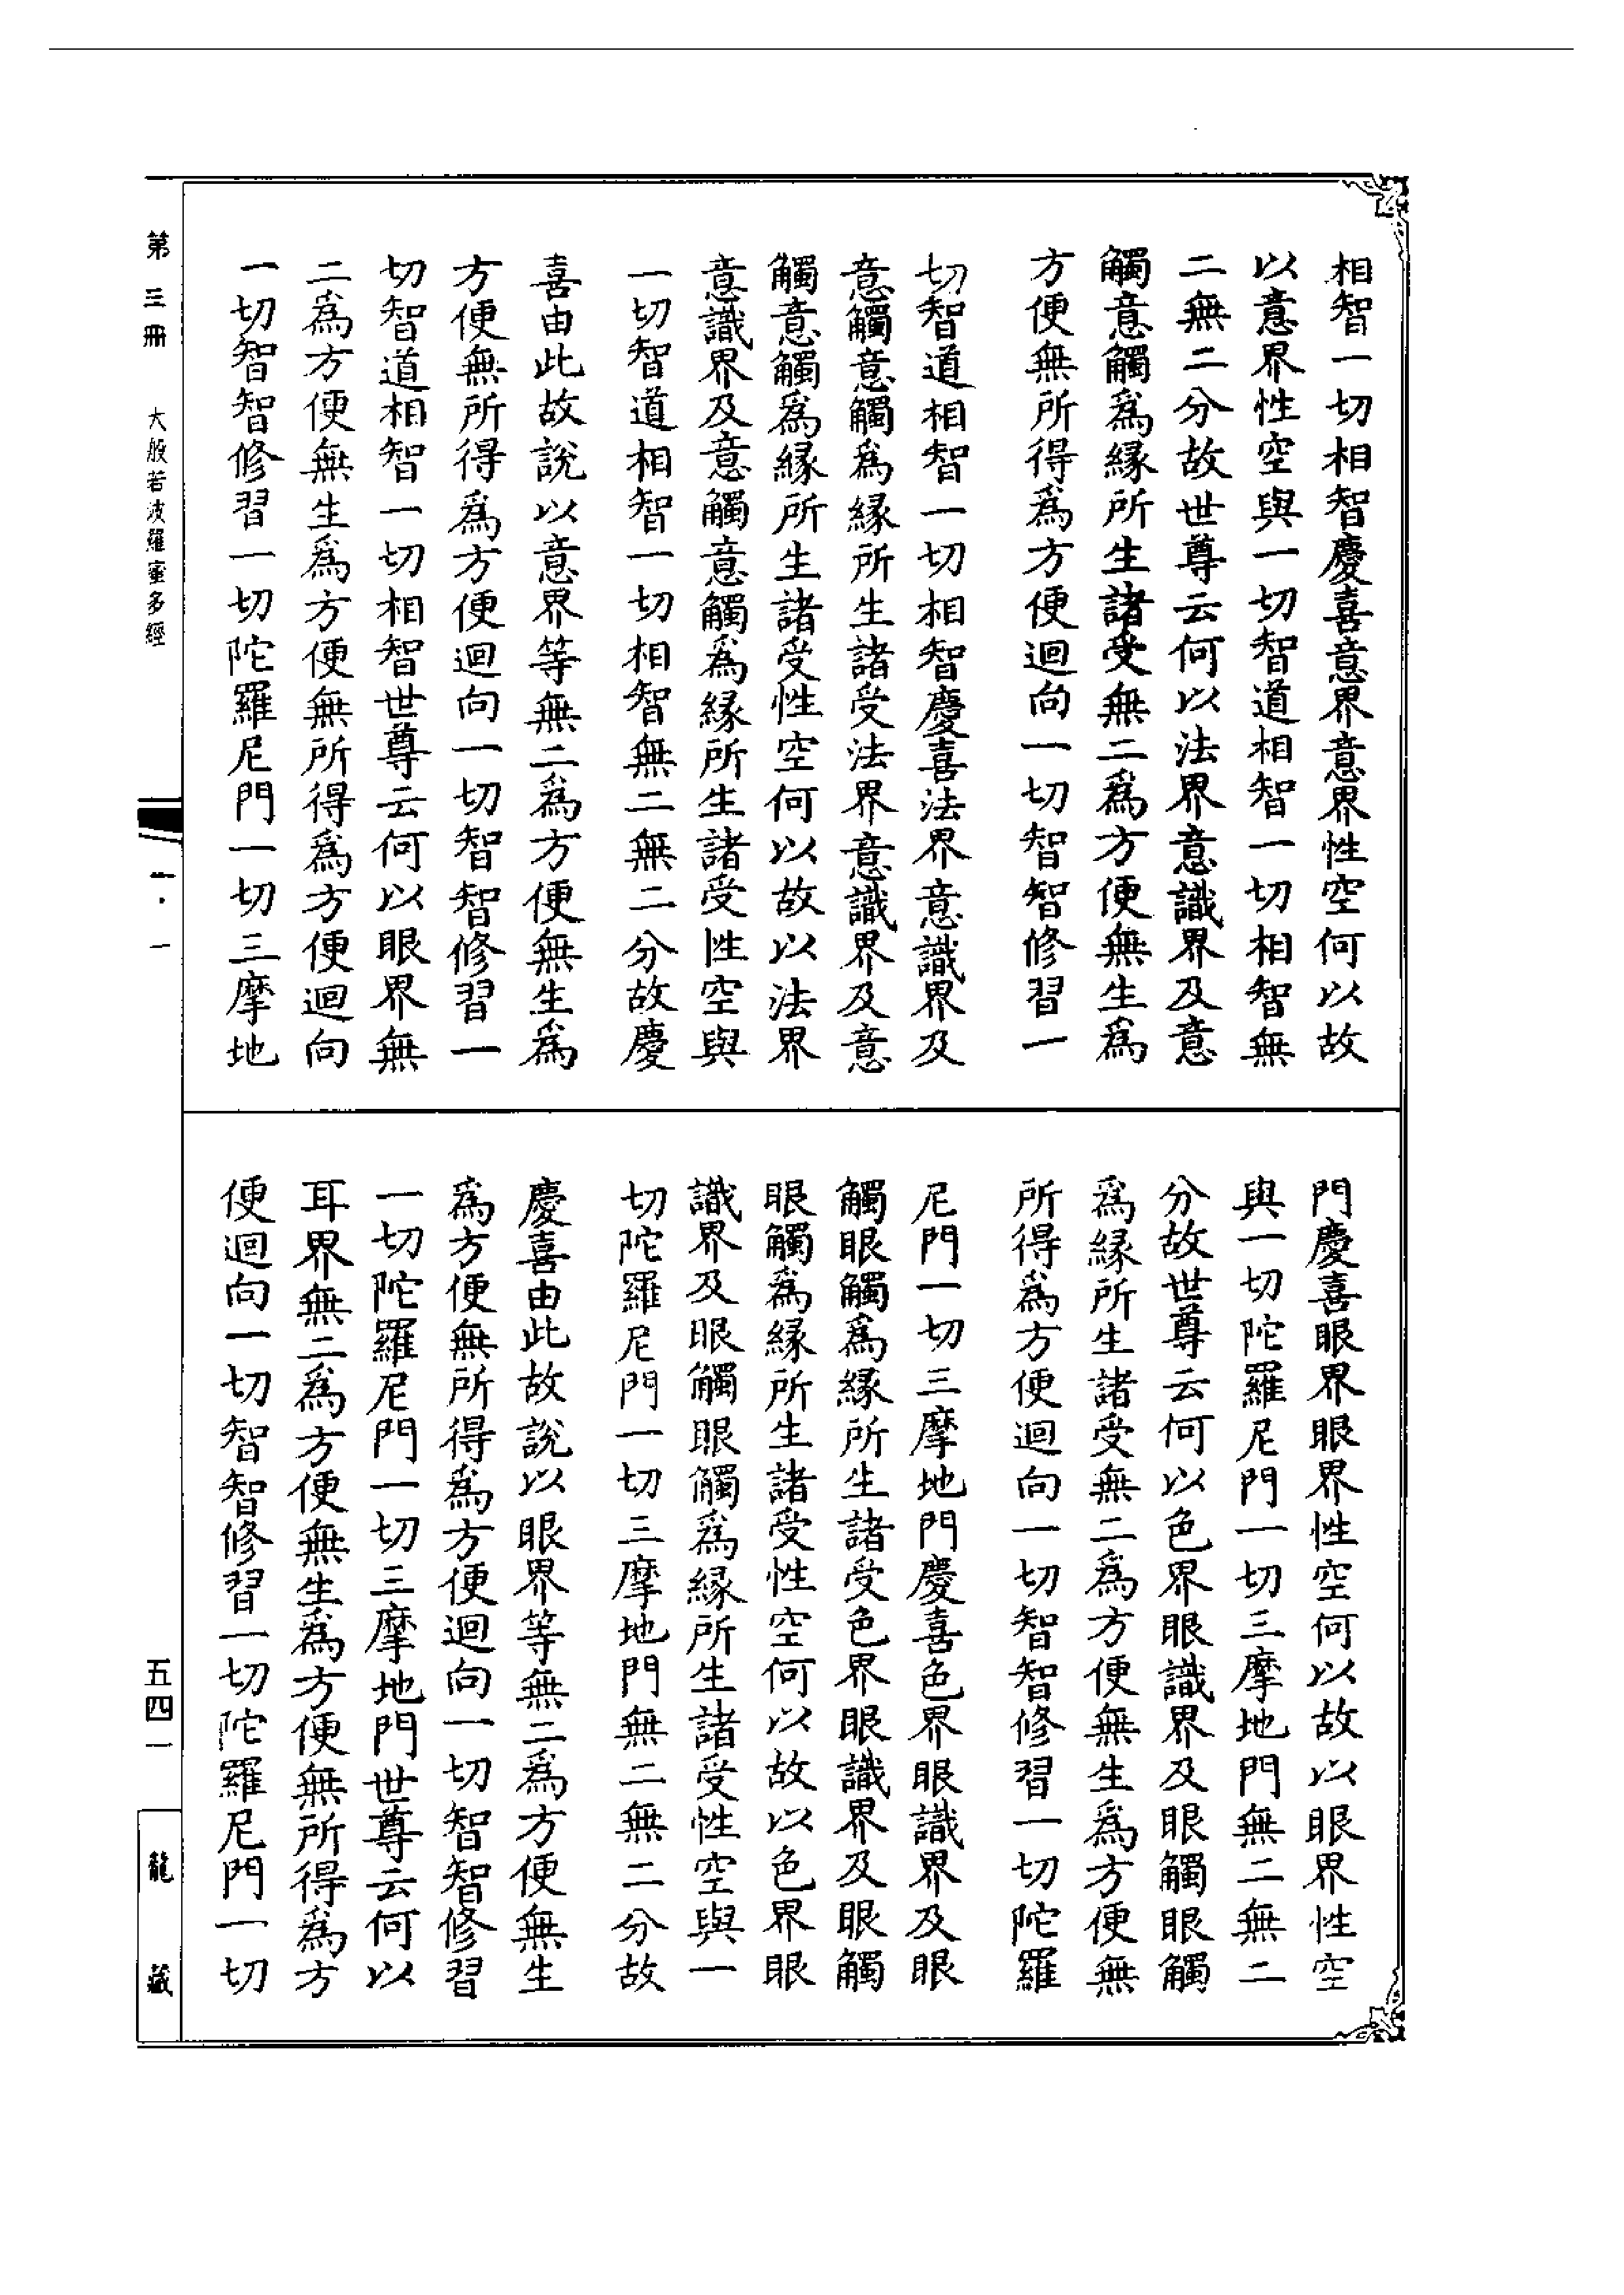 相智一切相智慶喜意界意界性空何以故
以意界性空與一切智道相智一切相智無
二無二分故世尊云何以法界意識界及意
觸意觸為緣所生諸受無二為方便無生為
方便無所得為方便迴向一切智智修習一
切智道相智一切相智慶喜法界意識界及
意觸意觸為緣所生諸受法界意識界及意
觸意觸為緣所生諸受性空何以故以法界
意識界及意觸意觸為緣所生諸受性空與
一切智道相智一切相智無二無二分故慶
喜由此故說以意界等無二為方便無生為
方便無所得為方便迴向一切智智修習一
切智道相智一切相智世尊云何以眼界無
二為方便無生為方便無所得為方便迴向
一切智智修習一切陀羅尼門一切三摩地
門慶喜眼界眼界性空何以故以眼界性空
與一切陀羅尼門一切三摩地門無二無二
分故世尊云何以色界眼識界及眼觸眼觸
為緣所生諸受無二為方便無生為方便無
所得為方便迴向一切智智修習一切陀羅
尼門一切三摩地門慶喜色界眼識界及眼
觸眼觸為緣所生諸受色界眼識界及眼觸
眼觸為緣所生諸受性空何以故以色界眼
識界及眼觸眼觸為緣所生諸受性空與一
切陀羅尼門一切三摩地門無二無二分故
慶喜由此故說以眼界等無二為方便無生
為方便無所得為方便迴向一切智智修習
一切陀羅尼門一切三摩地門世尊云何以
耳界無二為方便無生為方便無所得為方
便迴向一切智智修習一切陀羅尼門一切
第三冊 大般若波羅蜜多經
一·一
五四一
龍藏